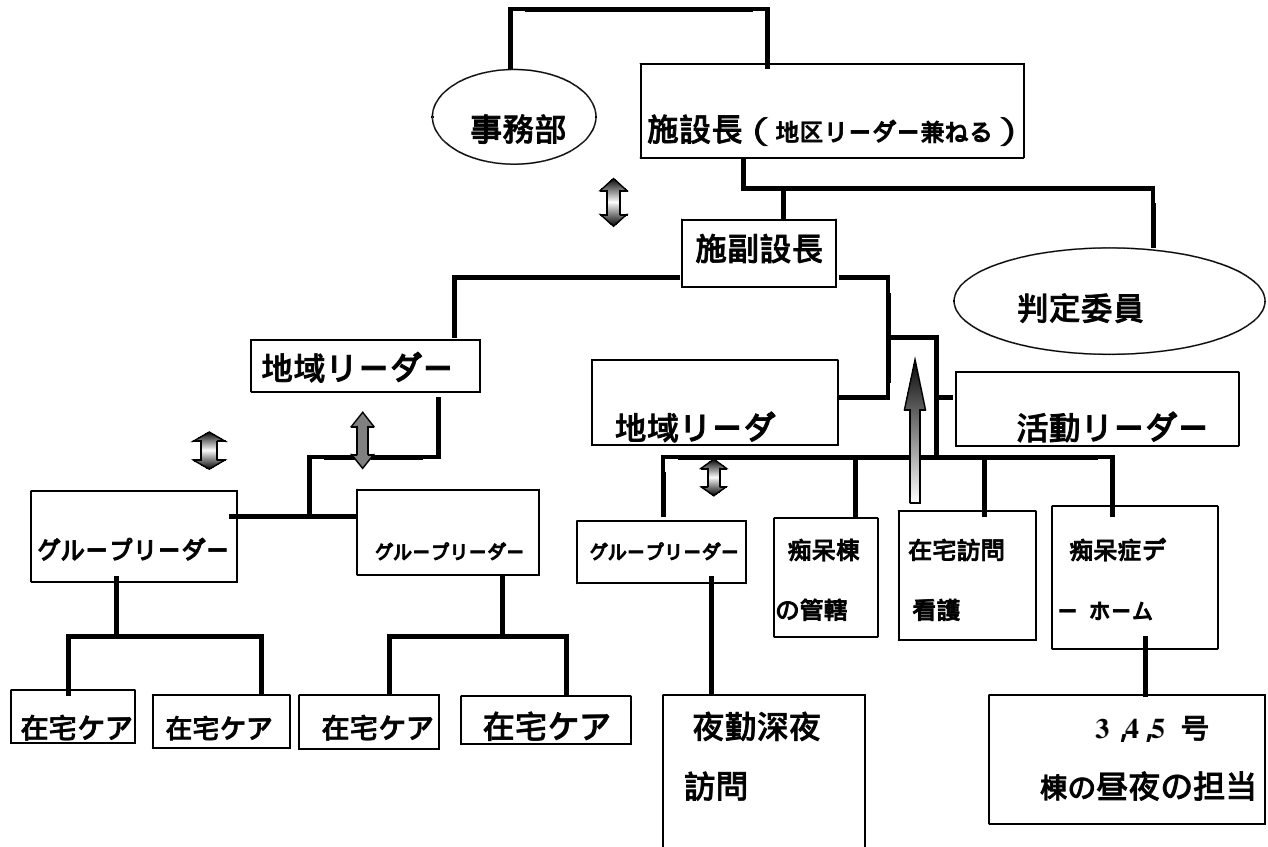 事務部
施設長（地区リーダー兼ねる）
施副設長
判定委員
地域リーダー
地域リーダ
活動リーダー
グループリーダー
グループリーダー
グループリーダー
痴呆棟
の管轄
在宅訪問
看護
痴呆症デ
ー ホーム
在宅ケア
在宅ケア
在宅ケア
在宅ケア
夜勤深夜
訪問
3 ,4 ,5 号
棟の昼夜の担当